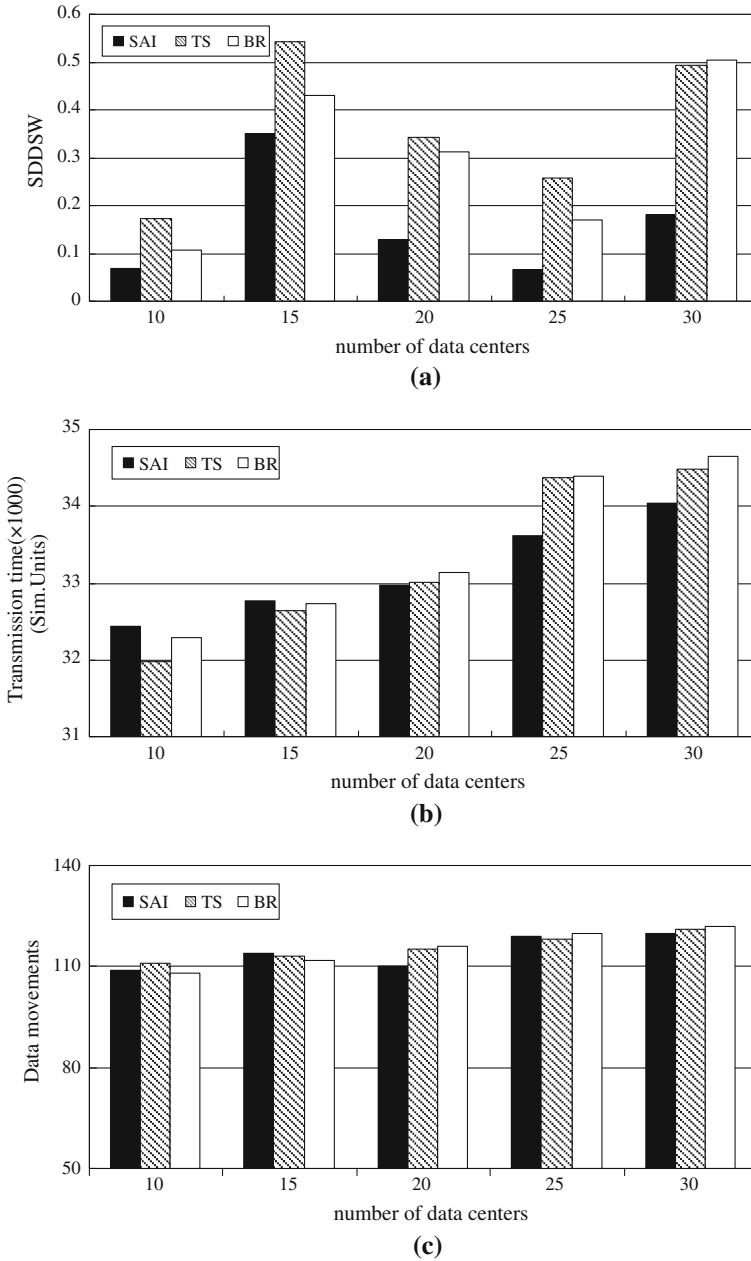 0.6
0.5
0.4
0.3
0.2
0.1
0
SDDSW
SAI TS BR
10 15 20 25 30
number of data centers
(a)
35
34
33
32
31
Transmission time(×1000)
(Sim.Units)
SAI TS BR
10 15 20 25 30
number of data centers
(b)
140
110
80
50
Data movements
SAI TS BR
10 15 20 25 30
number of data centers
(c)